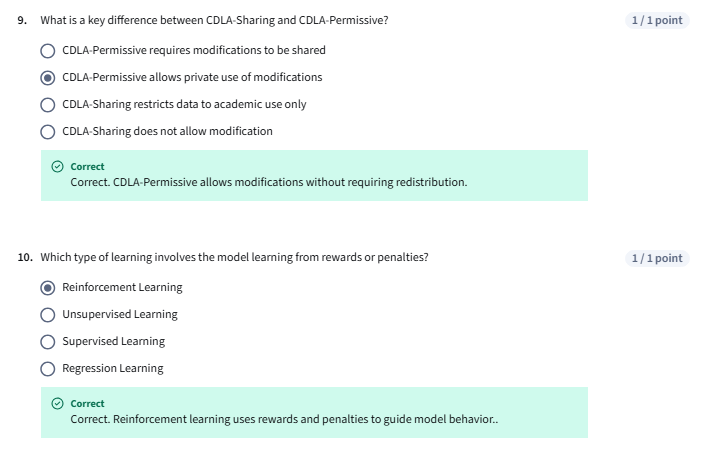 9. What is a key difference between CDLA-Sharing and CDLA-Permissive? 1 / 1 point
CDLA-Permissive requires modifications to be shared
CDLA-Permissive allows private use of modifications
CDLA-Sharing restricts data to academic use only
CDLA-Sharing does not allow modification
Correct
Correct. CDLA-Permissive allows modifications without requiring redistribution.
10. Which type of learning involves the model learning from rewards or penalties? 1 / 1 point
Reinforcement Learning
Unsupervised Learning
Supervised Learning
Regression Learning
Correct
Correct. Reinforcement learning uses rewards and penalties to guide model behavior..